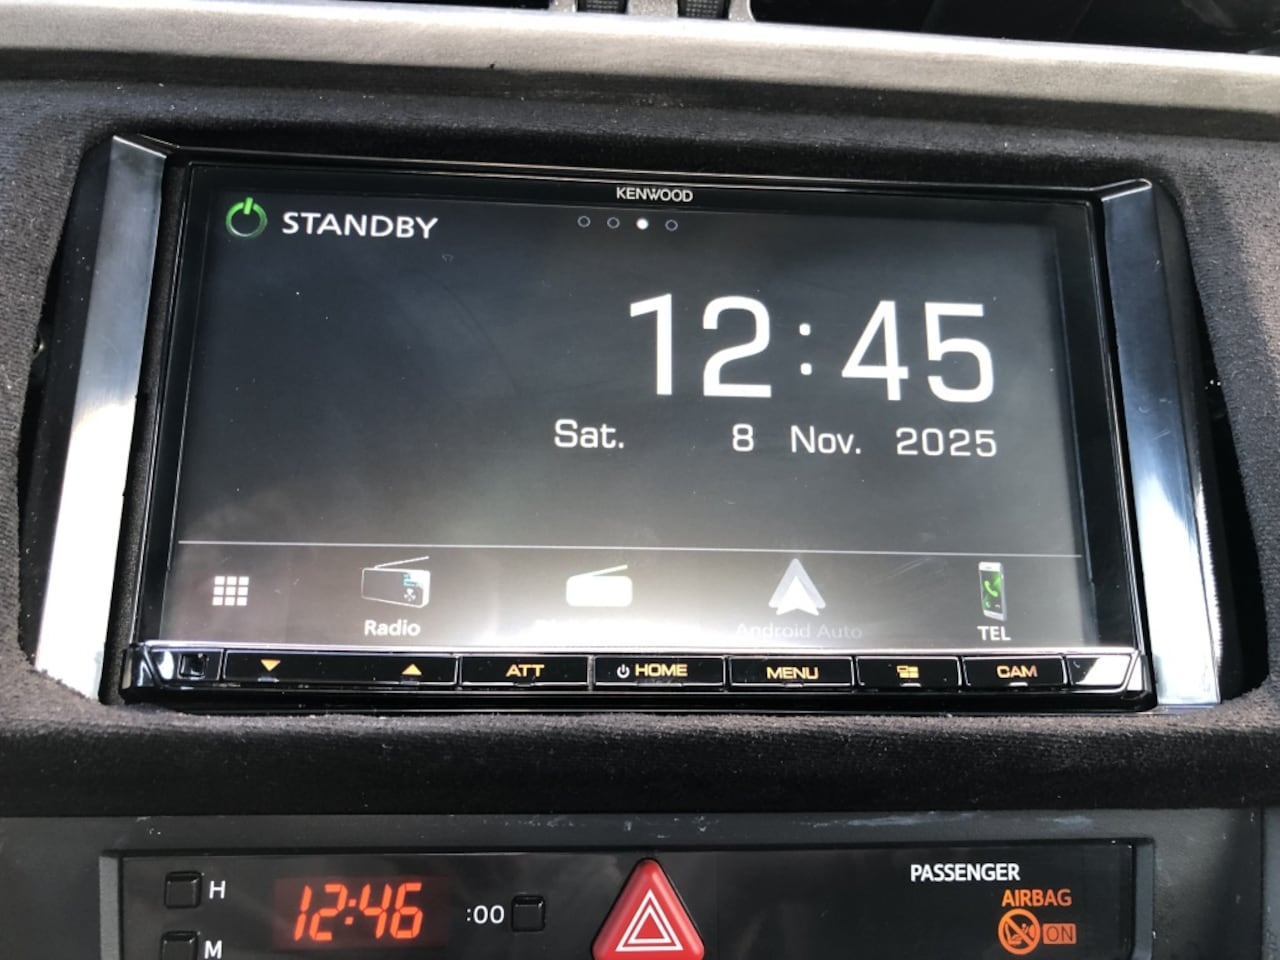 KENWOOD
STANDBY
12:45
Sat. 8 Nov. 2025
Radio
Android Auto
TEL
ATT
HOME
MENU
CAM
H
12:46
:00
M
PASSENGER
AIRBAG
ON